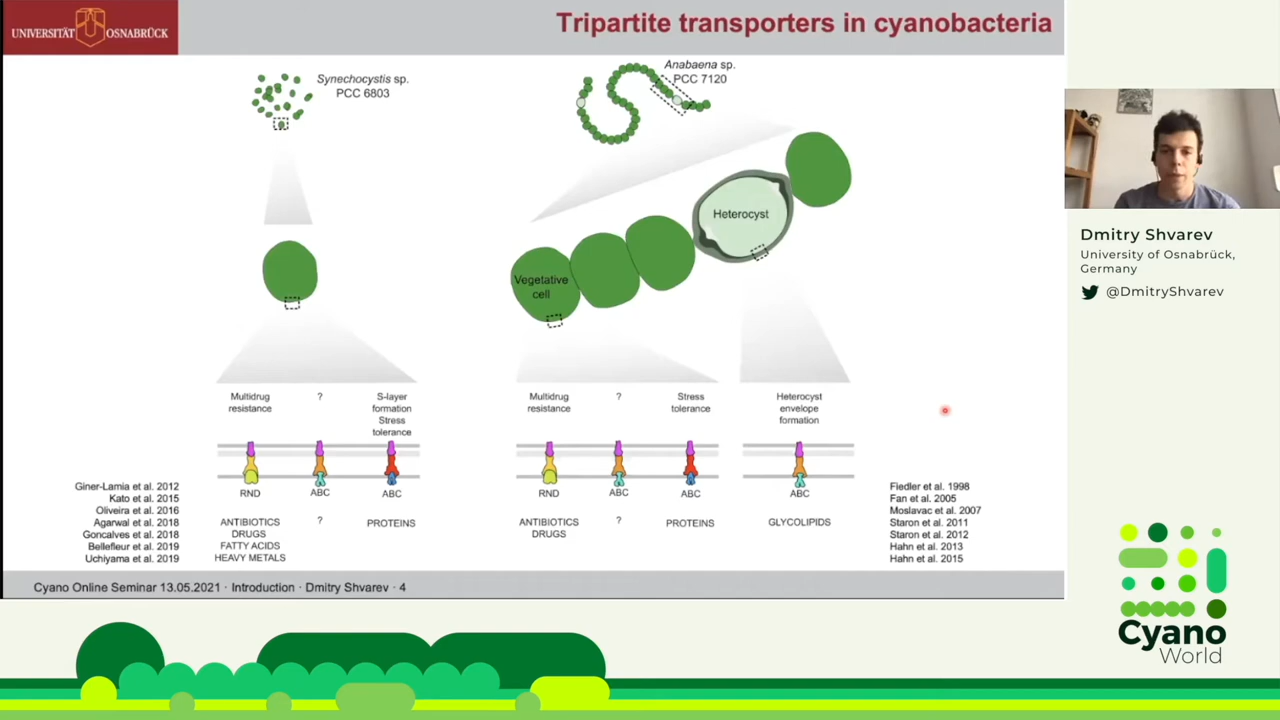 UNIVERSITÄT OSNABRÜCK
Tripartite transporters in cyanobacteria
Synechocystis sp.
PCC 6803
Anabaena sp.
PCC 7120
Heterocyst
Vegetative
cell
Multidrug
resistance
?
S-layer
formation
Stress
tolerance
Multidrug
resistance
?
Stress
tolerance
Heterocyst
envelope
formation
RND
ABC
ABC
RND
ABC
ABC
ABC
ANTIBIOTICS
DRUGS
FATTY ACIDS
HEAVY METALS
?
PROTEINS
ANTIBIOTICS
DRUGS
?
PROTEINS
GLYCOLIPIDS
Giner-Lamia et al. 2012
Kato et al. 2015
Oliveira et al. 2016
Agarwal et al. 2018
Goncalves et al. 2018
Bellefleur et al. 2019
Uchiyama et al. 2019
Fiedler et al. 1998
Fan et al. 2005
Moslavac et al. 2007
Staron et al. 2011
Staron et al. 2012
Hahn et al. 2013
Hahn et al. 2015
Cyano Online Seminar 13.05.2021 · Introduction · Dmitry Shvarev · 4
Dmitry Shvarev
University of Osnabrück,
Germany
@DmitryShvarev
Cyano
World